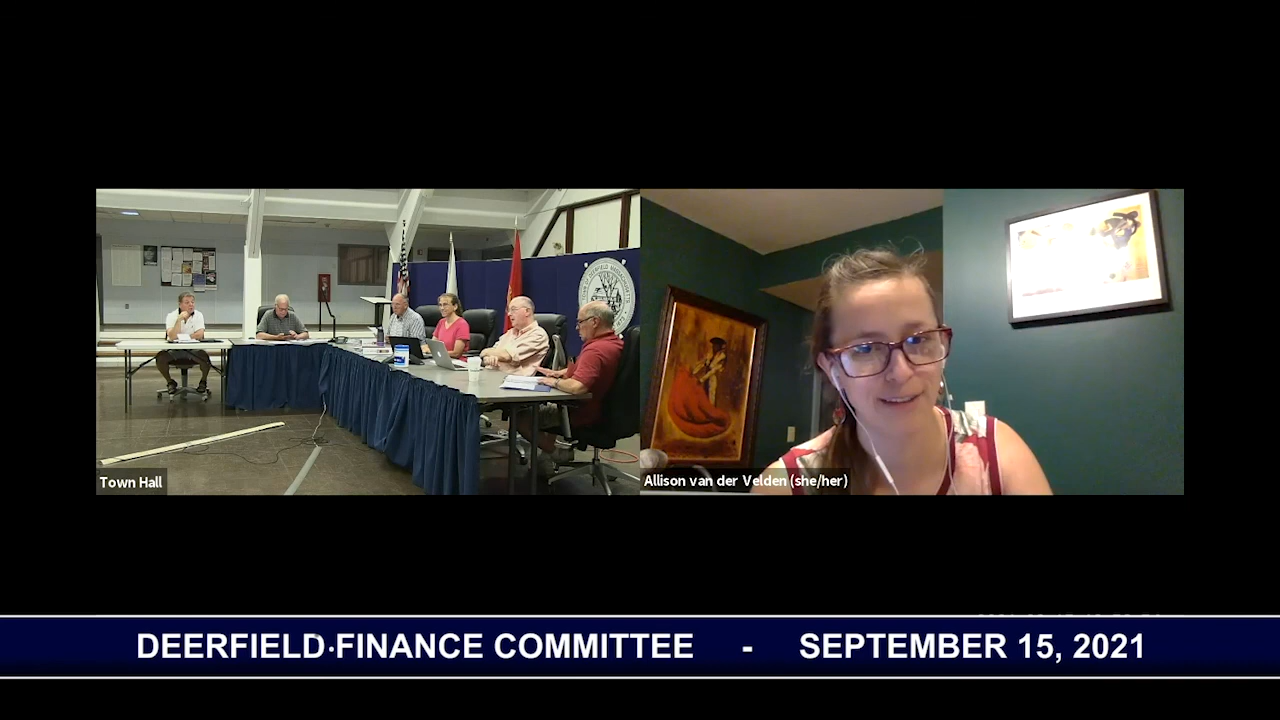 Town Hall
Allison van der Velden (she/her)
DEERFIELD FINANCE COMMITTEE - SEPTEMBER 15, 2021